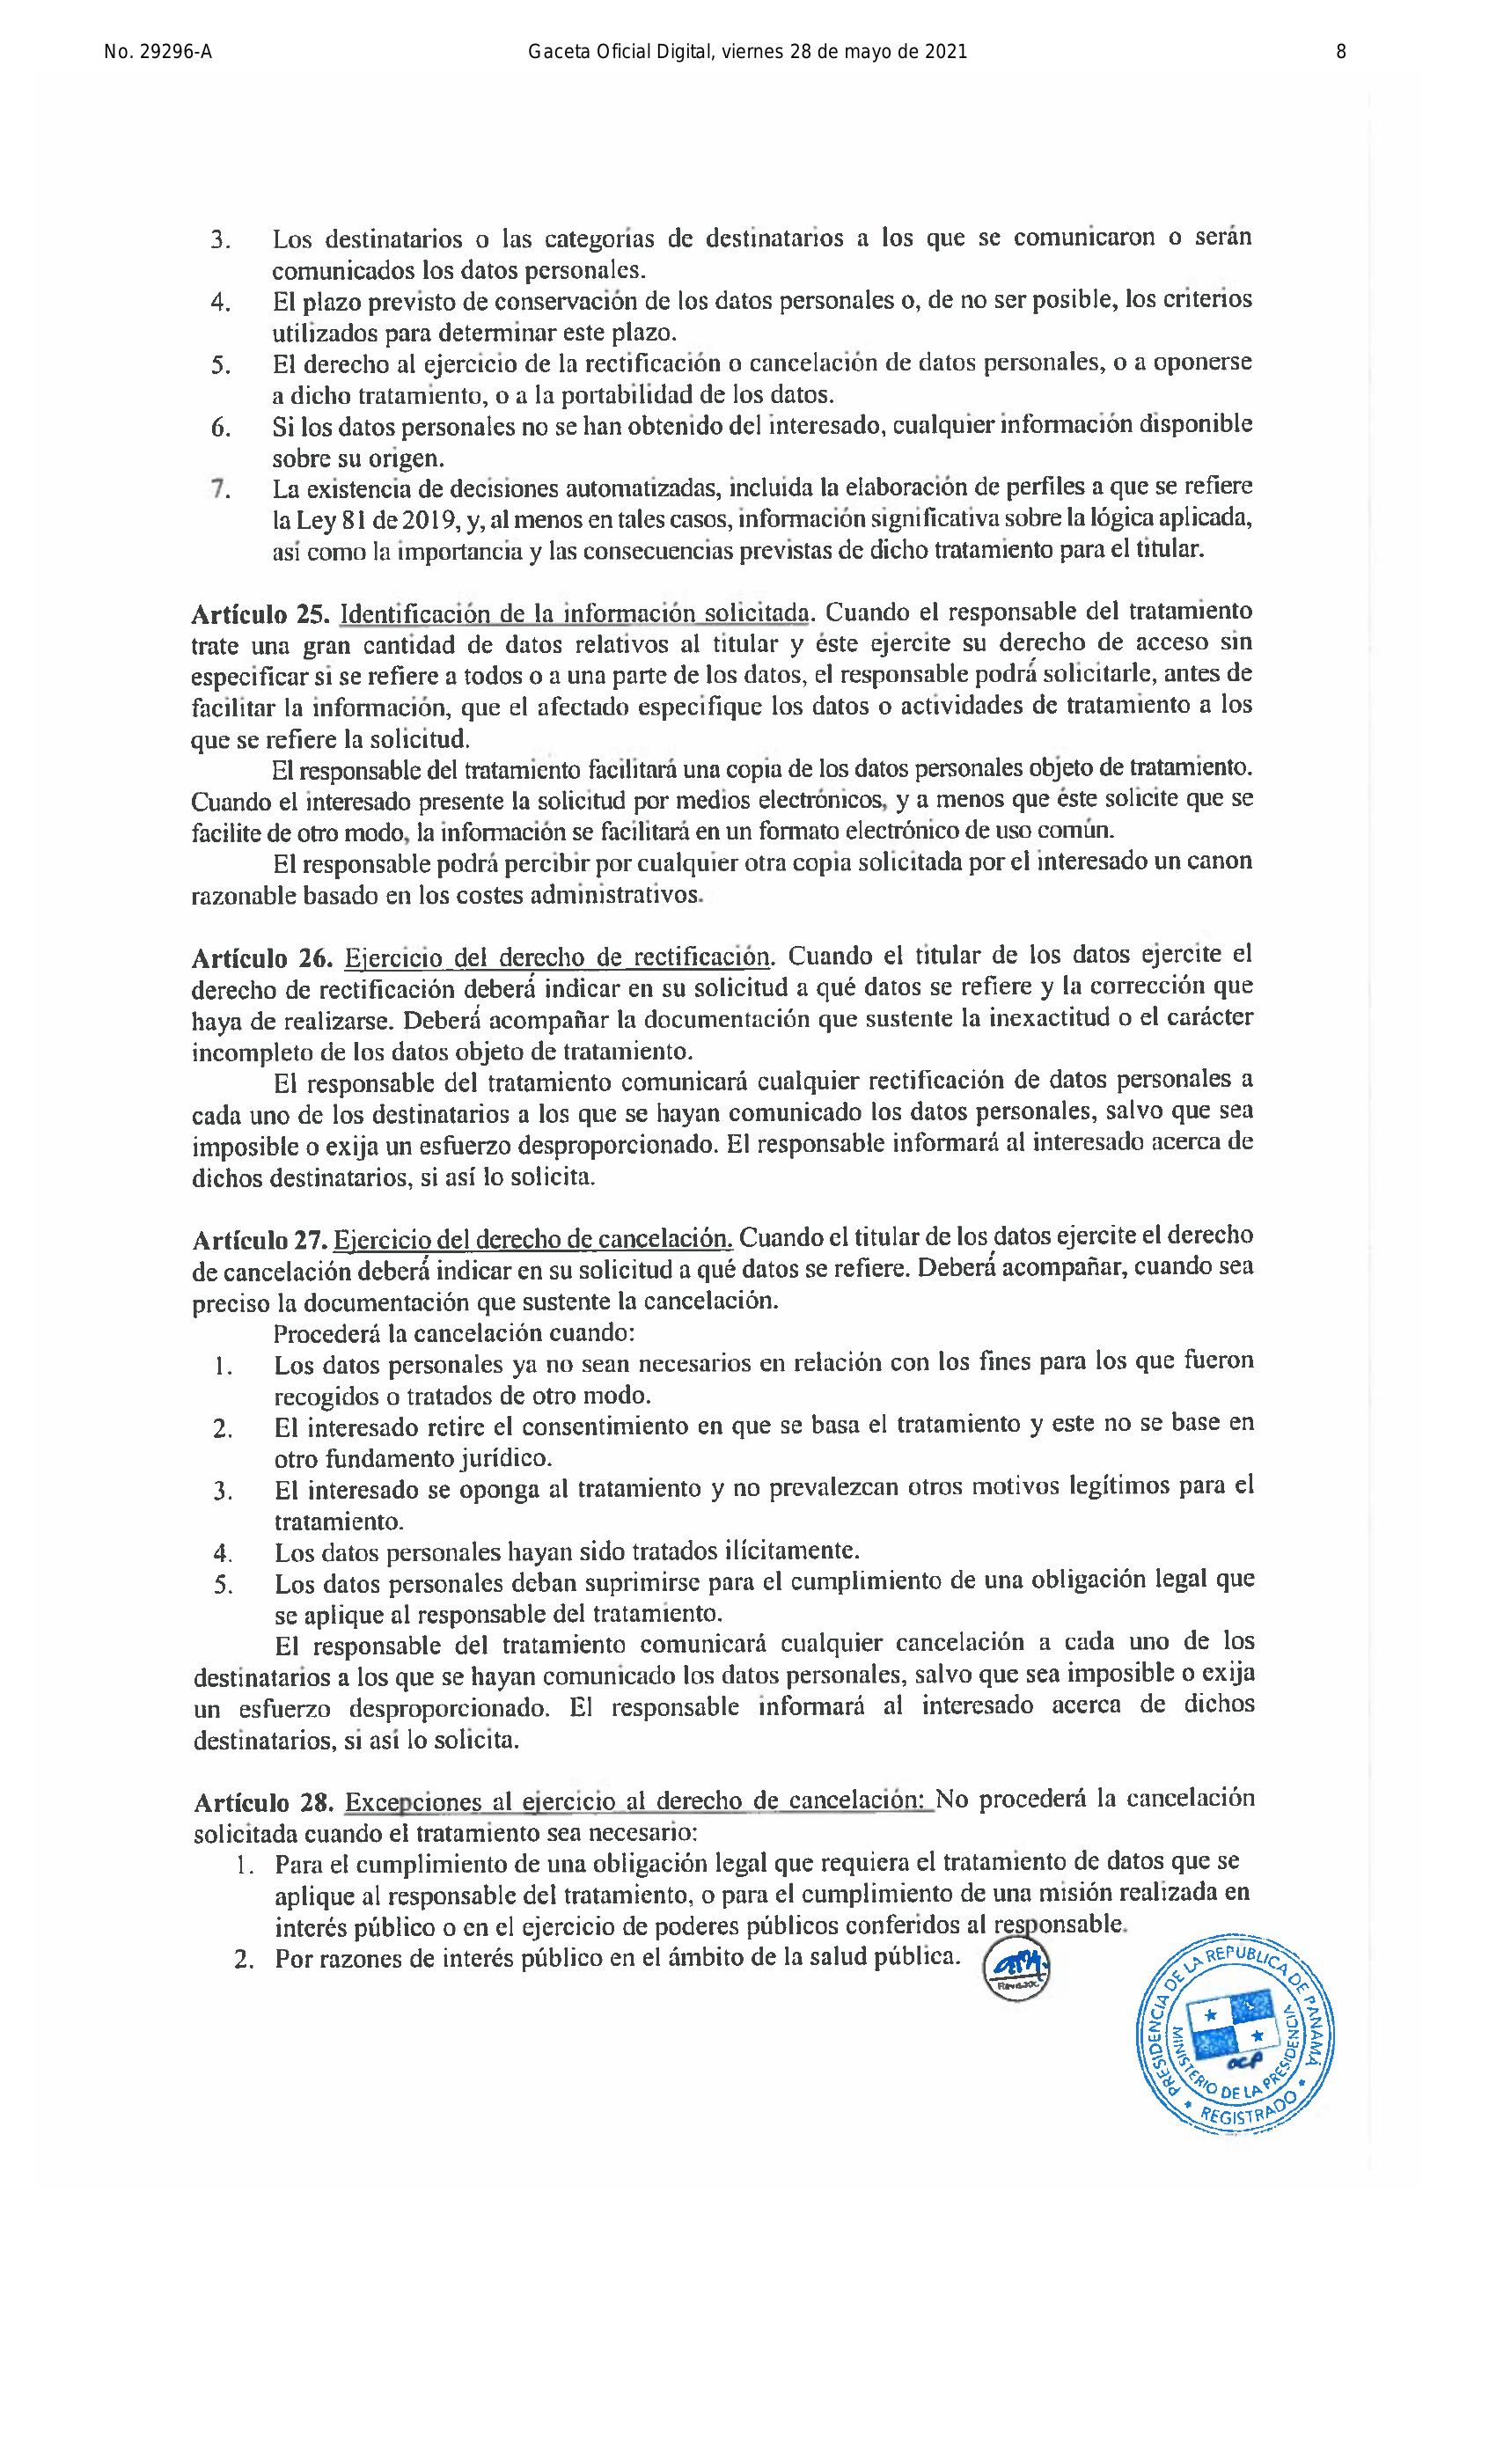 No. 29296-A
Gaceta Oficial Digital, viernes 28 de mayo de 2021
8
3. Los destinatarios o las categorías de destinatarios a los que se comunicaron o serán
comunicados los datos personales.
4. El plazo previsto de conservación de los datos personales o, de no ser posible, los criterios
utilizados para determinar este plazo.
5. El derecho al ejercicio de la rectificación o cancelación de datos personales, o a oponerse
a dicho tratamiento, o a la portabilidad de los datos.
6. Si los datos personales no se han obtenido del interesado, cualquier información disponible
sobre su origen.
7. La existencia de decisiones automatizadas, incluida la elaboración de perfiles a que se refiere
la Ley 81 de 2019, y, al menos en tales casos, información significativa sobre la lógica aplicada,
así como la importancia y las consecuencias previstas de dicho tratamiento para el titular.
Artículo 25. Identificación de la información solicitada. Cuando el responsable del tratamiento
trate una gran cantidad de datos relativos al titular y éste ejercite su derecho de acceso sin
especificar si se refiere a todos o a una parte de los datos, el responsable podrá solicitarle, antes de
facilitar la información, que el afectado especifique los datos o actividades de tratamiento a los
que se refiere la solicitud.
El responsable del tratamiento facilitará una copia de los datos personales objeto de tratamiento.
Cuando el interesado presente la solicitud por medios electrónicos, y a menos que éste solicite que se
facilite de otro modo, la información se facilitará en un formato electrónico de uso común.
El responsable podrá percibir por cualquier otra copia solicitada por el interesado un canon
razonable basado en los costes administrativos.
Artículo 26. Ejercicio del derecho de rectificación. Cuando el titular de los datos ejercite el
derecho de rectificación deberá indicar en su solicitud a qué datos se refiere y la corrección que
haya de realizarse. Deberá acompañar la documentación que sustente la inexactitud o el carácter
incompleto de los datos objeto de tratamiento.
El responsable del tratamiento comunicará cualquier rectificación de datos personales a
cada uno de los destinatarios a los que se hayan comunicado los datos personales, salvo que sea
imposible o exija un esfuerzo desproporcionado. El responsable informará al interesado acerca de
dichos destinatarios, si así lo solicita.
Artículo 27. Ejercicio del derecho de cancelación. Cuando el titular de los datos ejercite el derecho
de cancelación deberá indicar en su solicitud a qué datos se refiere. Deberá acompañar, cuando sea
preciso la documentación que sustente la cancelación.
Procederá la cancelación cuando:
1. Los datos personales ya no sean necesarios en relación con los fines para los que fueron
recogidos o tratados de otro modo.
2. El interesado retire el consentimiento en que se basa el tratamiento y este no se base en
otro fundamento jurídico.
3. El interesado se oponga al tratamiento y no prevalezcan otros motivos legítimos para el
tratamiento.
4. Los datos personales hayan sido tratados ilícitamente.
5. Los datos personales deban suprimirse para el cumplimiento de una obligación legal que
se aplique al responsable del tratamiento.
El responsable del tratamiento comunicará cualquier cancelación a cada uno de los
destinatarios a los que se hayan comunicado los datos personales, salvo que sea imposible o exija
un esfuerzo desproporcionado. El responsable informará al interesado acerca de dichos
destinatarios, si así lo solicita.
Artículo 28. Excepciones al ejercicio al derecho de cancelación: No procederá la cancelación
solicitada cuando el tratamiento sea necesario:
1. Para el cumplimiento de una obligación legal que requiera el tratamiento de datos que se
aplique al responsable del tratamiento, o para el cumplimiento de una misión realizada en
interés público o en el ejercicio de poderes públicos conferidos al responsable.
2. Por razones de interés público en el ámbito de la salud pública.
PRESIDENCIA DE LA REPUBLICA DE PANAMÁ
MINISTERIO DE LA PRESIDENCIA
OCP
REGISTRADO